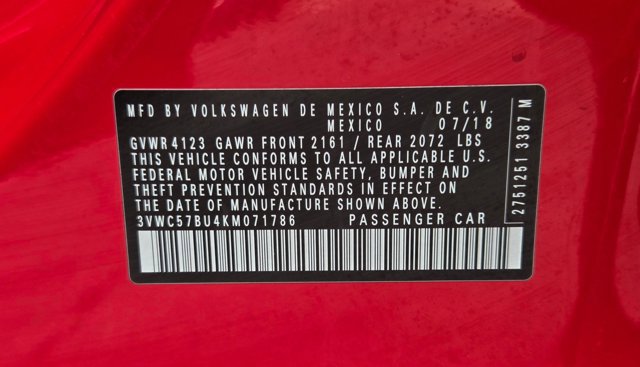 MFD BY VOLKSWAGEN DE MEXICO S.A. DE C.V.
MEXICO 07/18
GVWR 4123 GAWR FRONT 2161 / REAR 2072 LBS
THIS VEHICLE CONFORMS TO ALL APPLICABLE U.S.
FEDERAL MOTOR VEHICLE SAFETY, BUMPER AND
THEFT PREVENTION STANDARDS IN EFFECT ON
THE DATE OF MANUFACTURE SHOWN ABOVE.
3VWC57BU4KM071786 PASSENGER CAR
2751251 3387 M